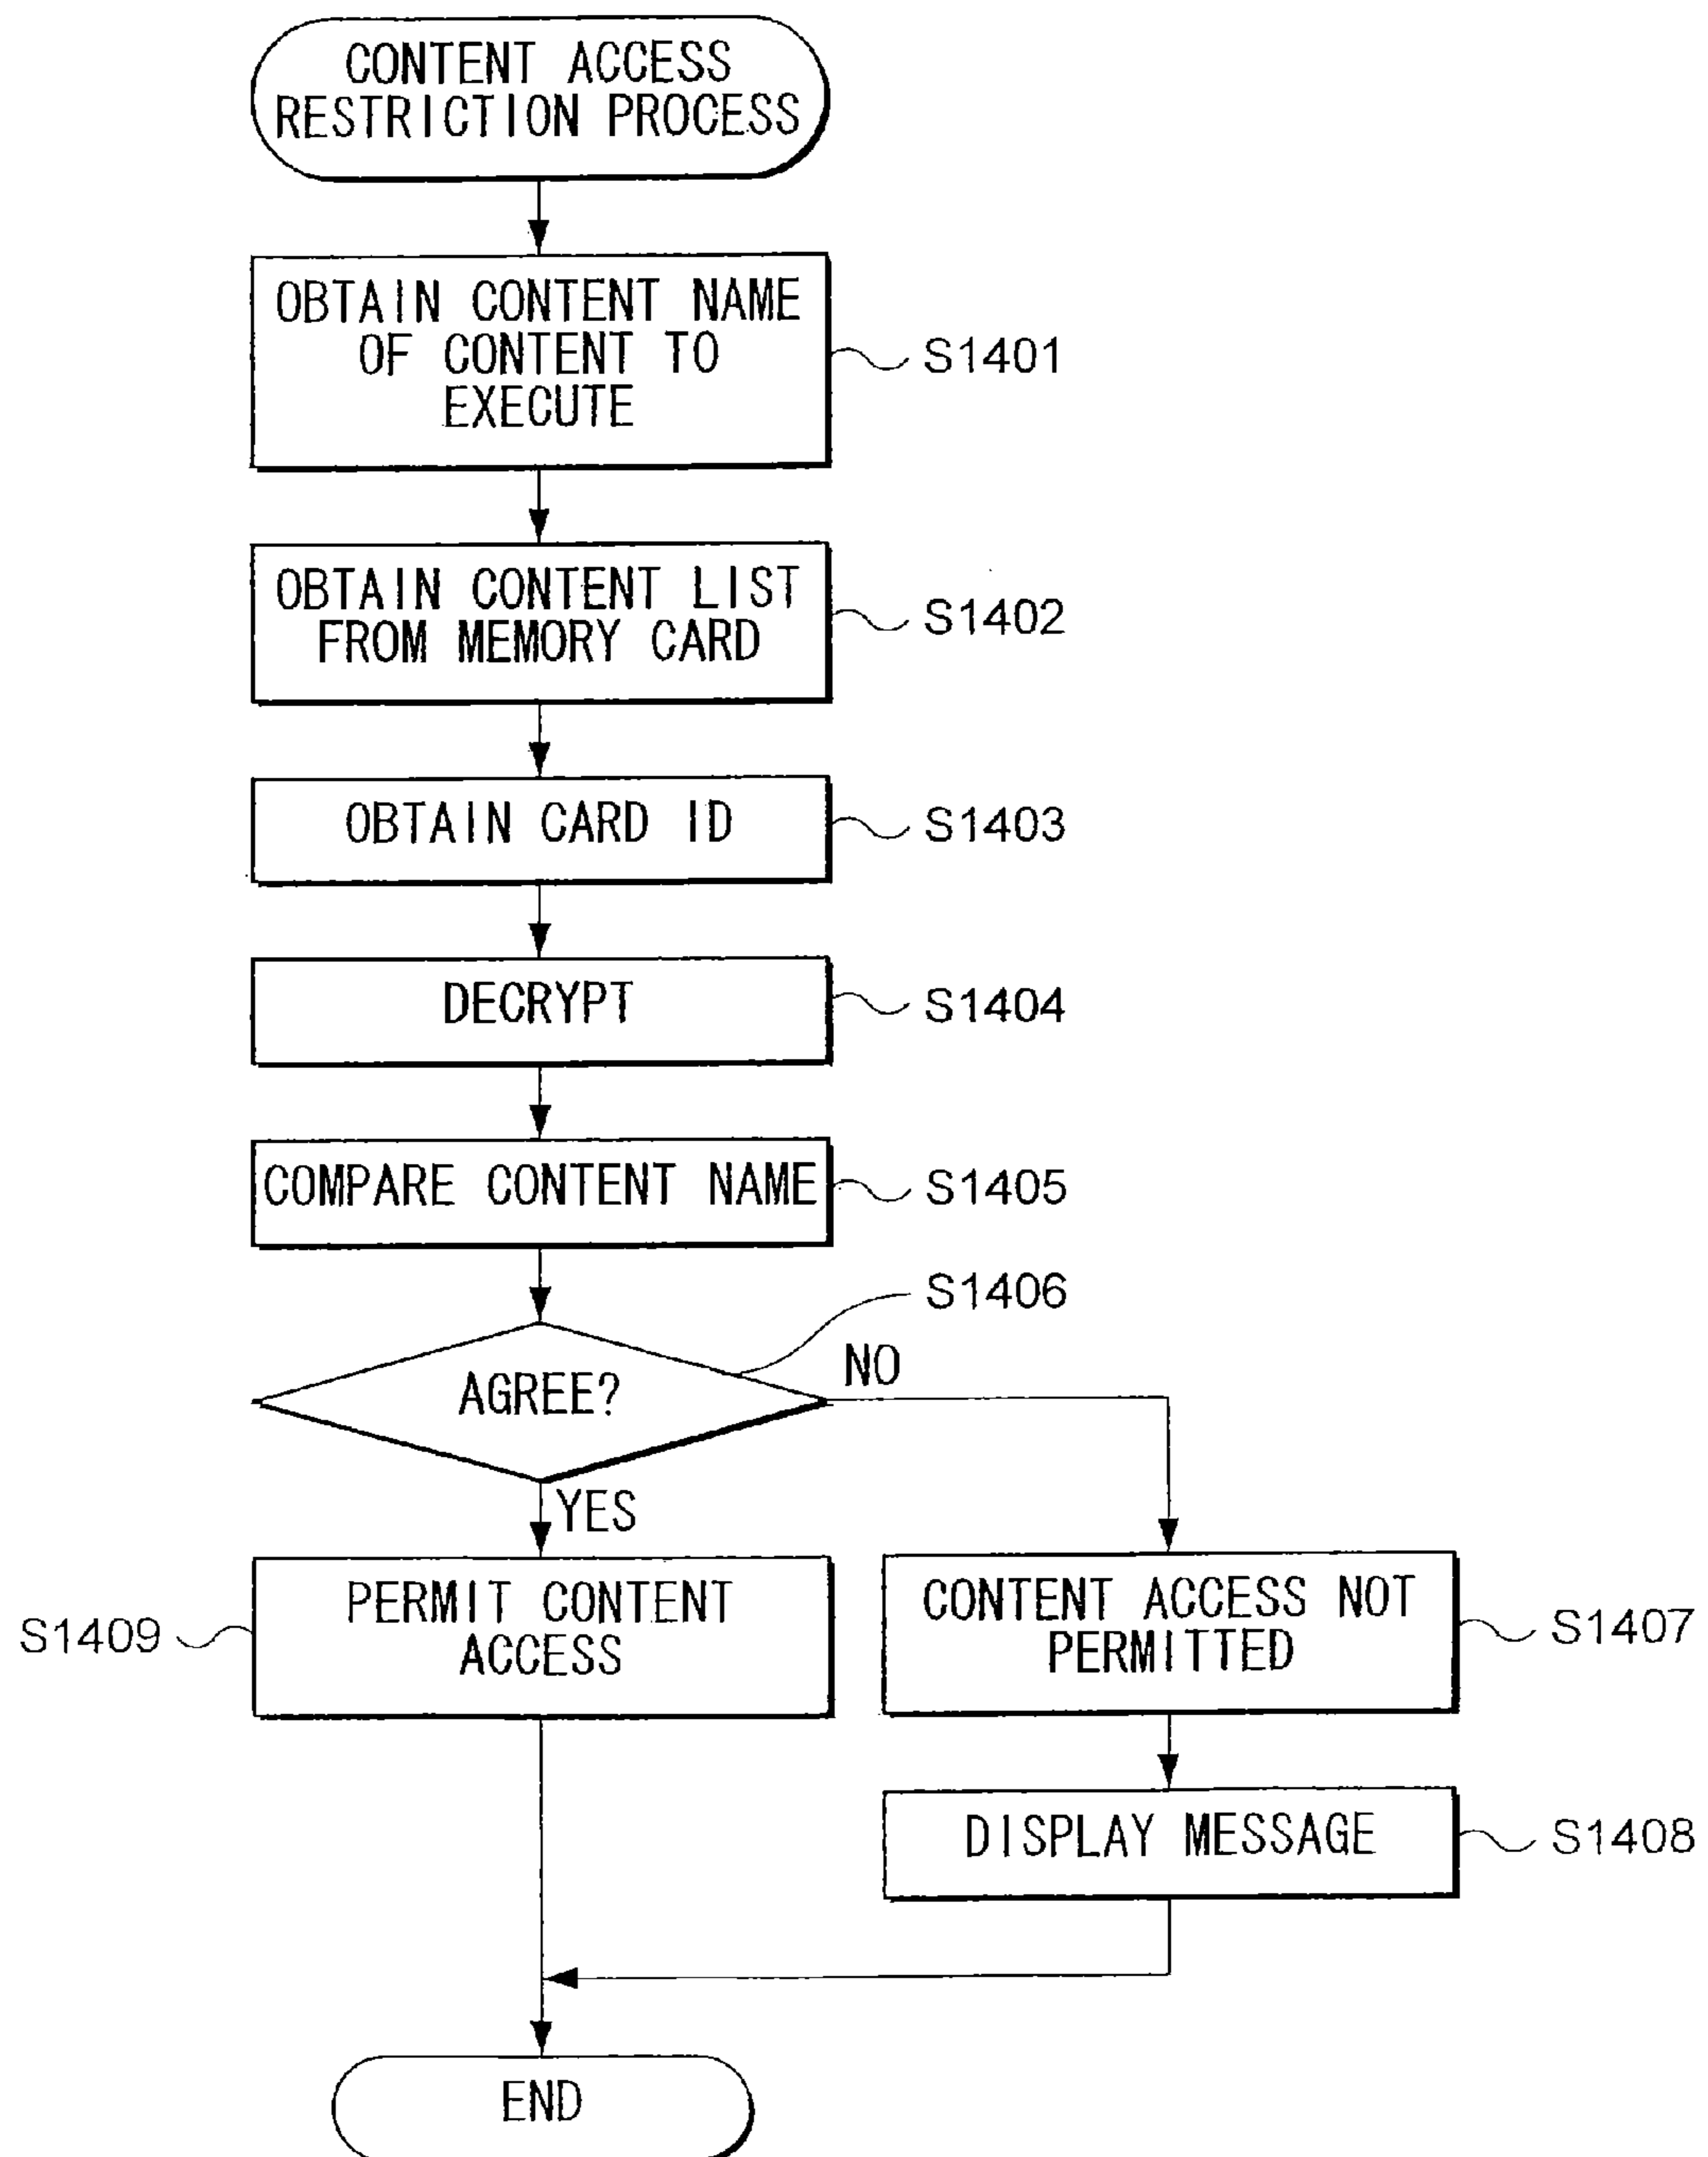 CONTENT ACCESS
RESTRICTION PROCESS
OBTAIN CONTENT NAME
OF CONTENT TO
EXECUTE
S1401
OBTAIN CONTENT LIST
FROM MEMORY CARD
S1402
OBTAIN CARD ID
S1403
DECRYPT
S1404
COMPARE CONTENT NAME
S1405
S1406
AGREE?
NO
YES
S1409
PERMIT CONTENT
ACCESS
CONTENT ACCESS NOT
PERMITTED
S1407
DISPLAY MESSAGE
S1408
END